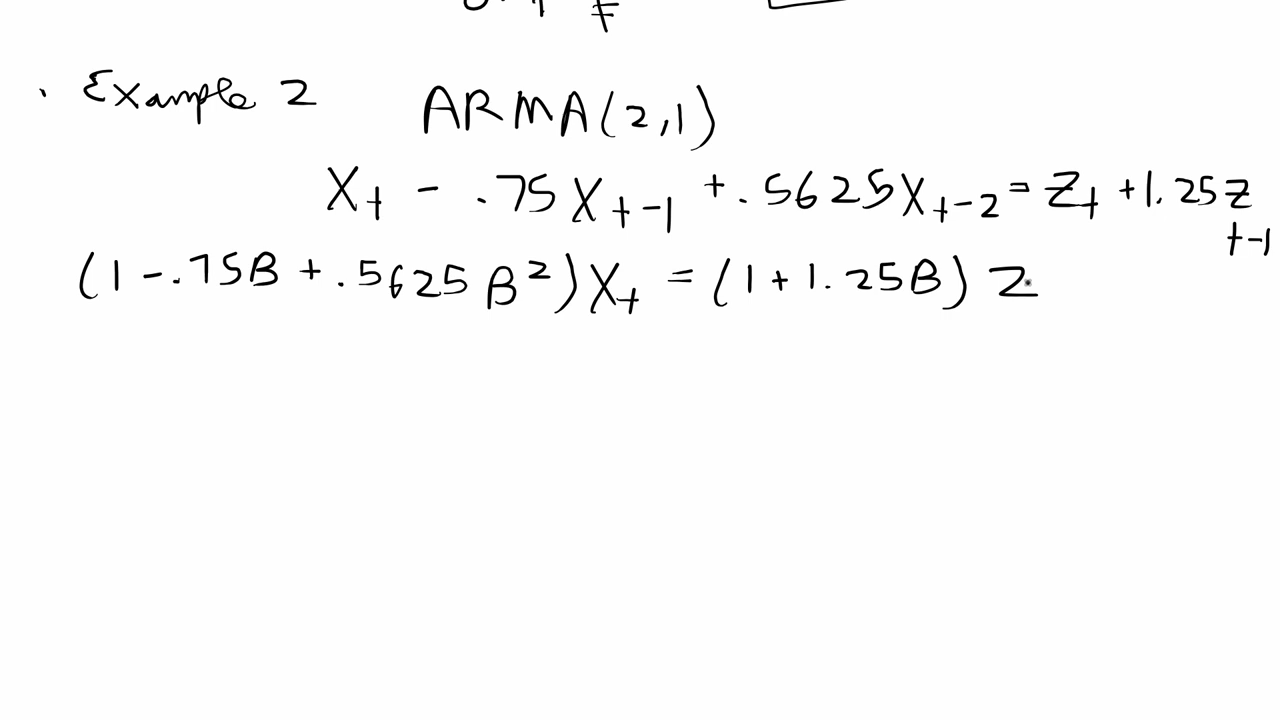 . Example 2 ARMA(2,1)
X_t - .75 X_{t-1} + .5625 X_{t-2} = Z_t + 1.25 Z_{t-1}
(1 - .75B + .5625 B²) X_t = (1 + 1.25B) Z